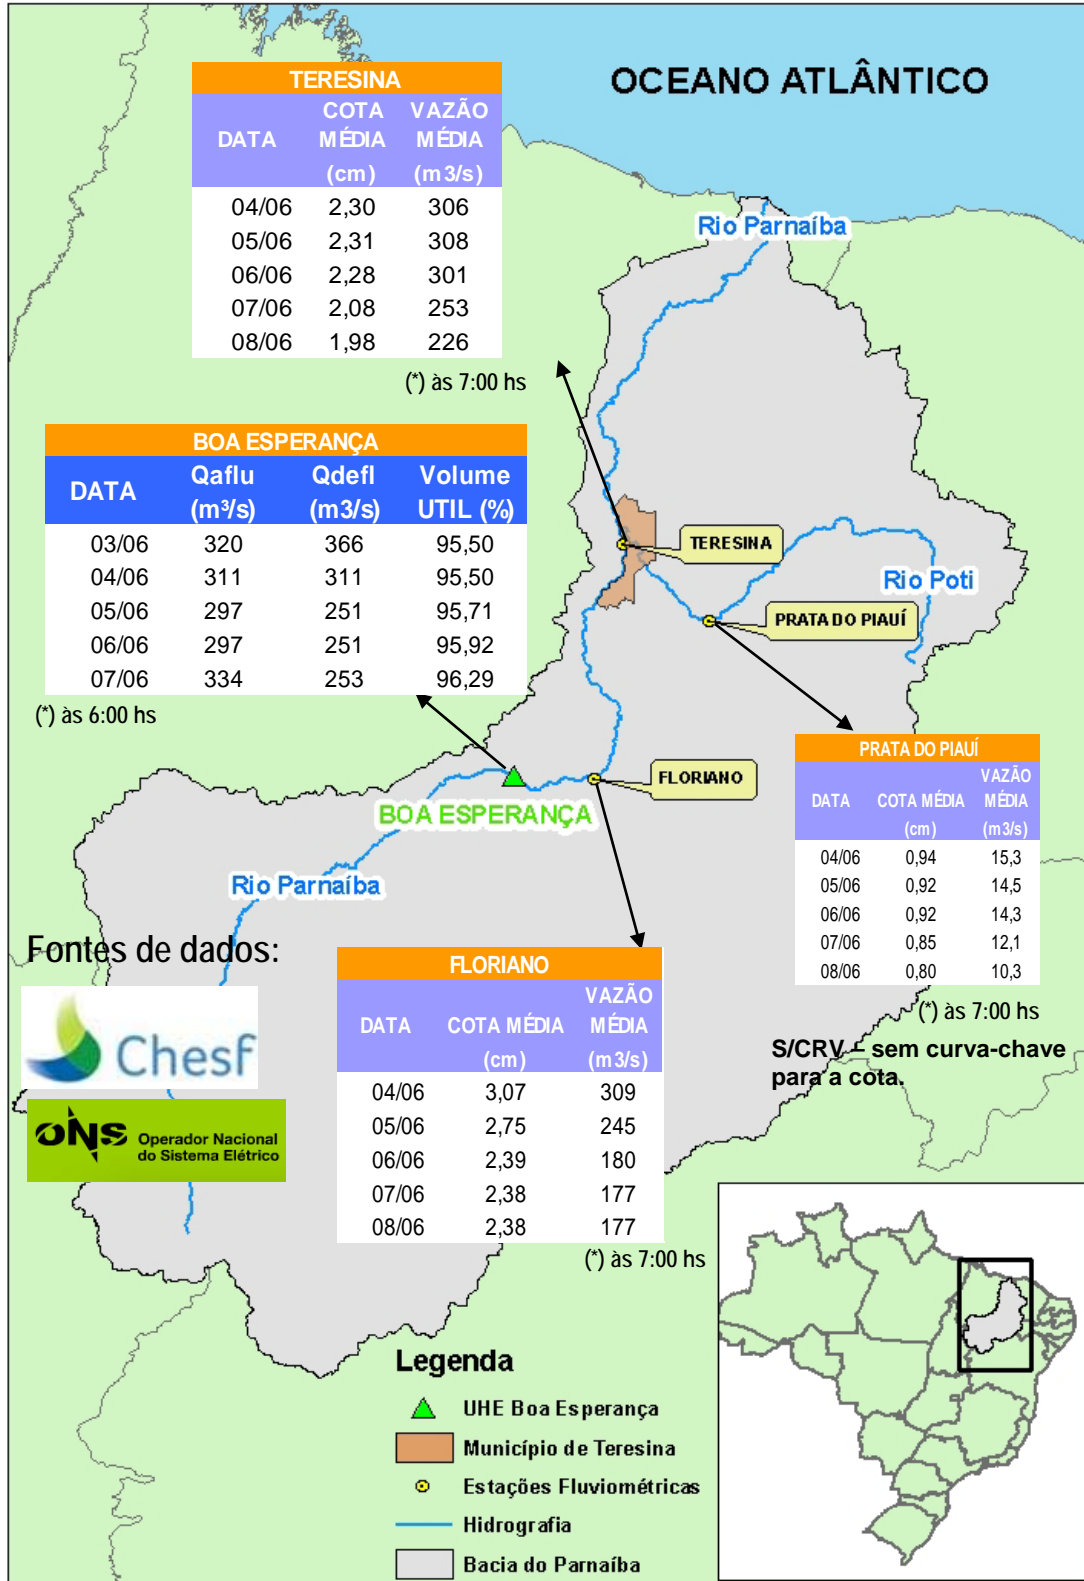 OCEANO ATLÂNTICO
TERESINA
DATA COTA MÉDIA (cm) VAZÃO MÉDIA (m3/s)
04/06 2,30 306
05/06 2,31 308
06/06 2,28 301
07/06 2,08 253
08/06 1,98 226
(*) às 7:00 hs
Rio Parnaíba
BOA ESPERANÇA
DATA Qaflu (m³/s) Qdefl (m3/s) Volume UTIL (%)
03/06 320 366 95,50
04/06 311 311 95,50
05/06 297 251 95,71
06/06 297 251 95,92
07/06 334 253 96,29
(*) às 6:00 hs
TERESINA
Rio Poti
PRATA DO PIAUÍ
FLORIANO
BOA ESPERANÇA
Rio Parnaíba
PRATA DO PIAUÍ
DATA COTA MÉDIA (cm) VAZÃO MÉDIA (m3/s)
04/06 0,94 15,3
05/06 0,92 14,5
06/06 0,92 14,3
07/06 0,85 12,1
08/06 0,80 10,3
(*) às 7:00 hs
S/CRV – sem curva-chave
para a cota.
Fontes de dados:
Chesf
ONS Operador Nacional
do Sistema Elétrico
FLORIANO
DATA COTA MÉDIA (cm) VAZÃO MÉDIA (m3/s)
04/06 3,07 309
05/06 2,75 245
06/06 2,39 180
07/06 2,38 177
08/06 2,38 177
(*) às 7:00 hs
Legenda
UHE Boa Esperança
Município de Teresina
Estações Fluviométricas
Hidrografia
Bacia do Parnaíba